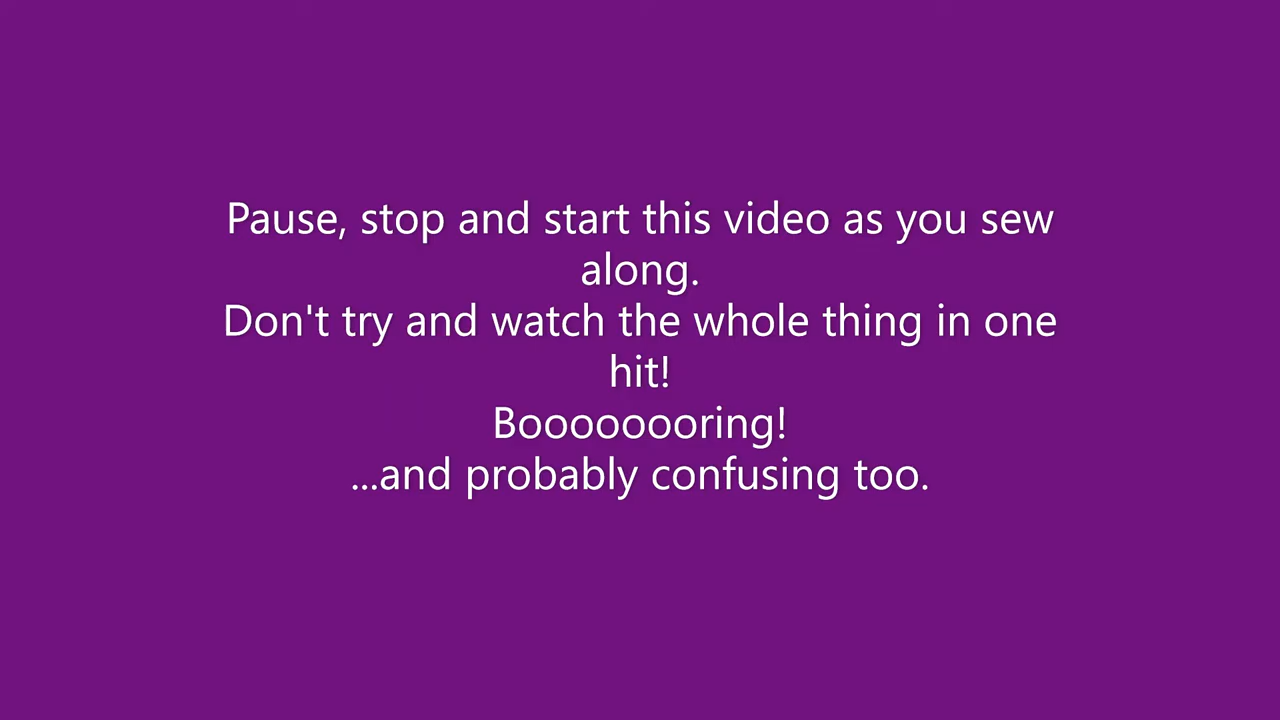 Pause, stop and start this video as you sew
along.
Don't try and watch the whole thing in one
hit!
Boooooooring!
...and probably confusing too.